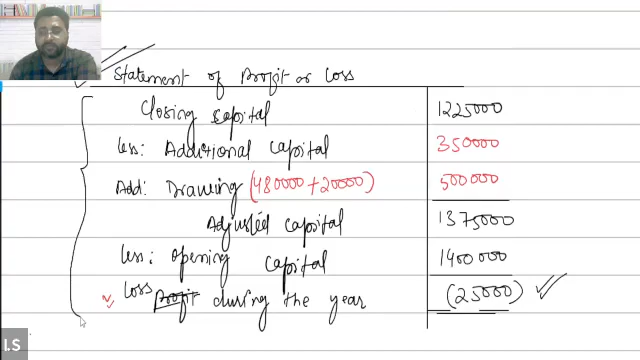 Statement of Profit or Loss
Closing Capital 1225000
less: Additional Capital 350000
Add: Drawing (480000 + 20000) 500000
Adjusted Capital 1375000
less: Opening Capital 1400000
Loss Profit during the year (25000)
I.S